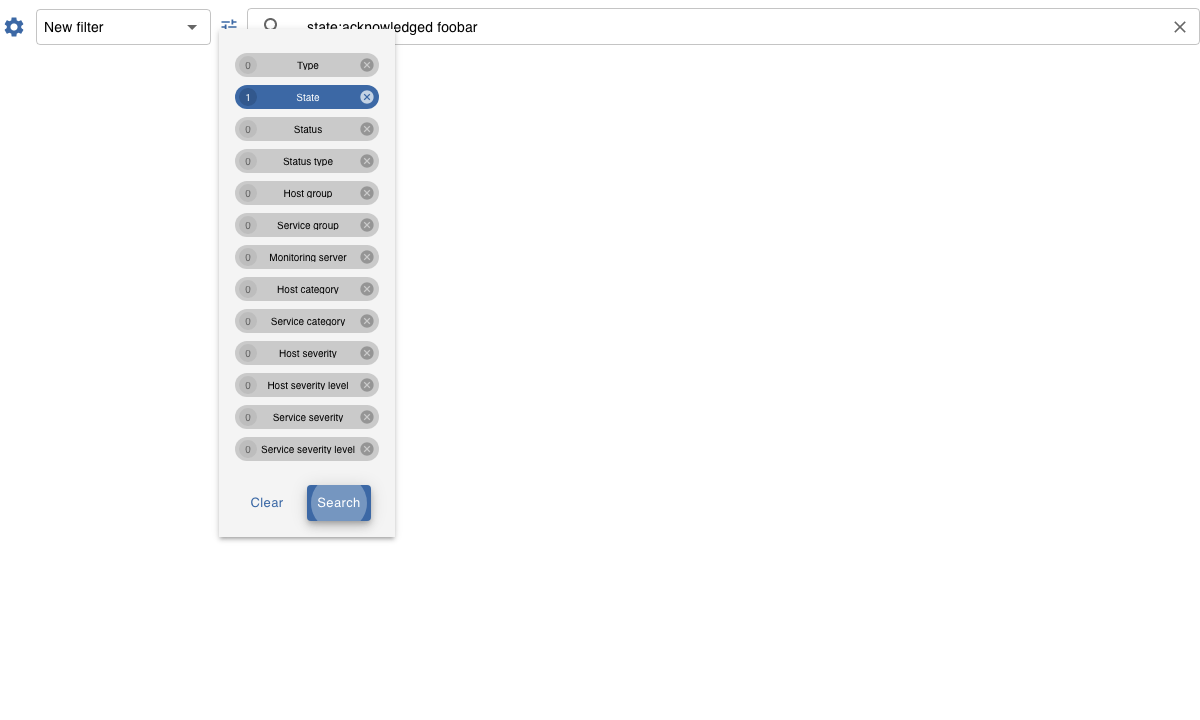 New filter
state:acknowledged foobar
0 Type
1 State
0 Status
0 Status type
0 Host group
0 Service group
0 Monitoring server
0 Host category
0 Service category
0 Host severity
0 Host severity level
0 Service severity
0 Service severity level
Clear Search